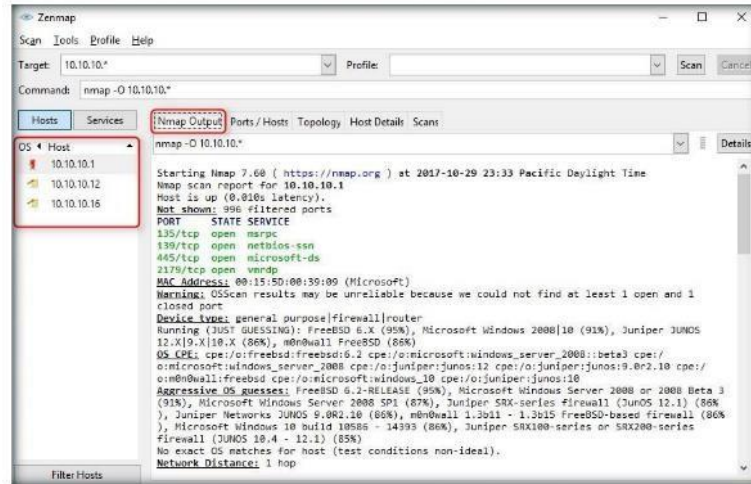 Zenmap
Scan Tools Profile Help
Target: 10.10.10.* Profile: Scan Cancel
Command: nmap -O 10.10.10.*
Hosts Services Nmap Output Ports / Hosts Topology Host Details Scans
OS Host
nmap -O 10.10.10.* Details
10.10.10.1
10.10.10.12
10.10.10.16
Starting Nmap 7.60 ( https://nmap.org ) at 2017-10-29 23:33 Pacific Daylight Time
Nmap scan report for 10.10.10.1
Host is up (0.010s latency).
Not shown: 996 filtered ports
PORT STATE SERVICE
135/tcp open msrpc
139/tcp open netbios-ssn
445/tcp open microsoft-ds
2179/tcp open vmrdp
MAC Address: 00:15:5D:00:39:09 (Microsoft)
Warning: OSScan results may be unreliable because we could not find at least 1 open and 1
closed port
Device type: general purpose|firewall|router
Running (JUST GUESSING): FreeBSD 6.X (95%), Microsoft Windows 2008|10 (91%), Juniper JUNOS
12.X|9.X|10.X (86%), m0n0wall FreeBSD (86%)
OS CPE: cpe:/o:freebsd:freebsd:6.2 cpe:/o:microsoft:windows_server_2008::beta3 cpe:/
o:microsoft:windows_server_2008 cpe:/o:juniper:junos:12 cpe:/o:juniper:junos:9.0r2.10 cpe:/
o:m0n0wall:freebsd cpe:/o:microsoft:windows_10 cpe:/o:juniper:junos:10
Aggressive OS guesses: FreeBSD 6.2-RELEASE (95%), Microsoft Windows Server 2008 or 2008 Beta 3
(91%), Microsoft Windows Server 2008 SP1 (87%), Juniper SRX-series firewall (JunOS 12.1) (86%
), Juniper Networks JUNOS 9.0R2.10 (86%), m0n0wall 1.3b11 - 1.3b15 FreeBSD-based firewall (86%
), Microsoft Windows 10 build 10586 - 14393 (86%), Juniper SRX100-series or SRX200-series
firewall (JUNOS 10.4 - 12.1) (85%)
No exact OS matches for host (test conditions non-ideal).
Network Distance: 1 hop
Filter Hosts